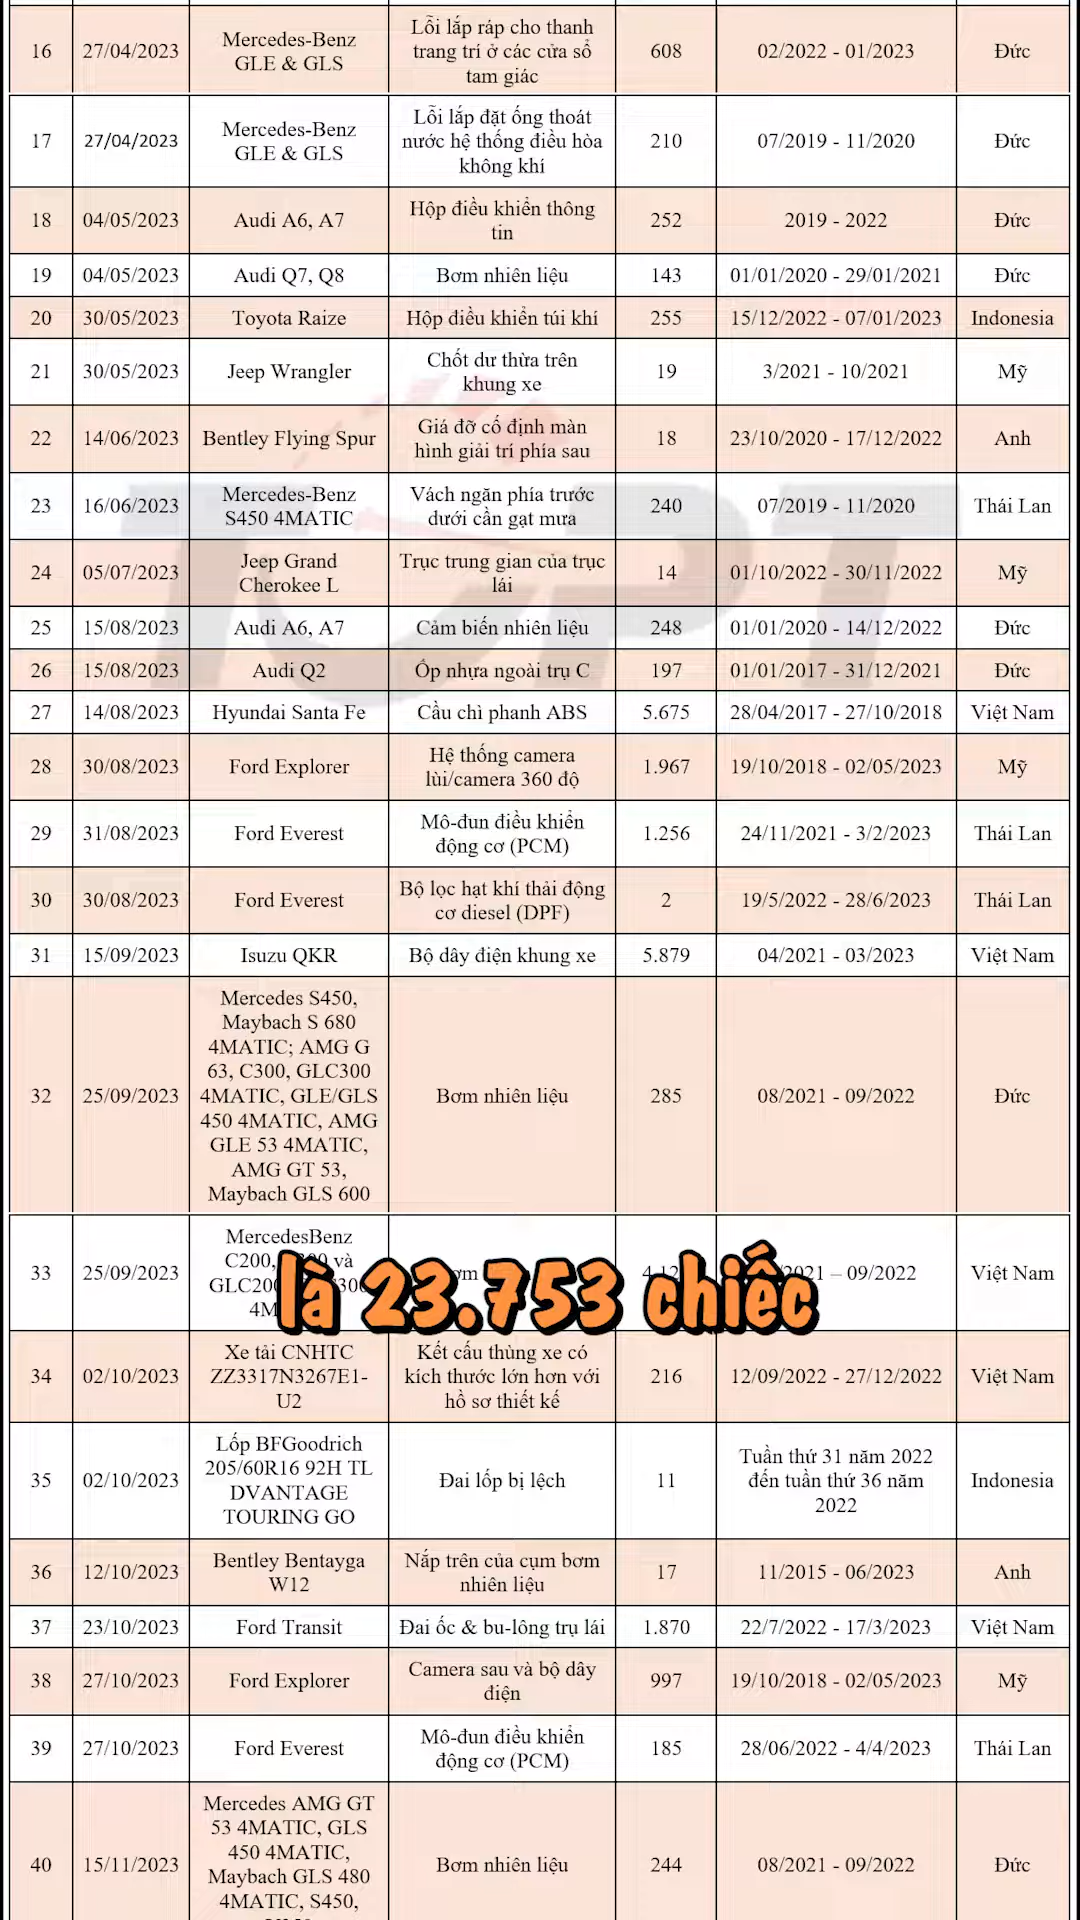 16 27/04/2023 Mercedes-Benz GLE & GLS Lỗi lắp ráp cho thanh trang trí ở các cửa sổ tam giác 608 02/2022 - 01/2023 Đức
17 27/04/2023 Mercedes-Benz GLE & GLS Lỗi lắp đặt ống thoát nước hệ thống điều hòa không khí 210 07/2019 - 11/2020 Đức
18 04/05/2023 Audi A6, A7 Hộp điều khiển thông tin 252 2019 - 2022 Đức
19 04/05/2023 Audi Q7, Q8 Bơm nhiên liệu 143 01/01/2020 - 29/01/2021 Đức
20 30/05/2023 Toyota Raize Hộp điều khiển túi khí 255 15/12/2022 - 07/01/2023 Indonesia
21 30/05/2023 Jeep Wrangler Chốt dư thừa trên khung xe 19 3/2021 - 10/2021 Mỹ
22 14/06/2023 Bentley Flying Spur Giá đỡ cố định màn hình giải trí phía sau 18 23/10/2020 - 17/12/2022 Anh
23 16/06/2023 Mercedes-Benz S450 4MATIC Vách ngăn phía trước dưới cần gạt mưa 240 07/2019 - 11/2020 Thái Lan
24 05/07/2023 Jeep Grand Cherokee L Trục trung gian của trục lái 14 01/10/2022 - 30/11/2022 Mỹ
25 15/08/2023 Audi A6, A7 Cảm biến nhiên liệu 248 01/01/2020 - 14/12/2022 Đức
26 15/08/2023 Audi Q2 Ốp nhựa ngoài trụ C 197 01/01/2017 - 31/12/2021 Đức
27 14/08/2023 Hyundai Santa Fe Cầu chì phanh ABS 5.675 28/04/2017 - 27/10/2018 Việt Nam
28 30/08/2023 Ford Explorer Hệ thống camera lùi/camera 360 độ 1.967 19/10/2018 - 02/05/2023 Mỹ
29 31/08/2023 Ford Everest Mô-đun điều khiển động cơ (PCM) 1.256 24/11/2021 - 3/2/2023 Thái Lan
30 30/08/2023 Ford Everest Bộ lọc hạt khí thải động cơ diesel (DPF) 2 19/5/2022 - 28/6/2023 Thái Lan
31 15/09/2023 Isuzu QKR Bộ dây điện khung xe 5.879 04/2021 - 03/2023 Việt Nam
32 25/09/2023 Mercedes S450, Maybach S 680 4MATIC; AMG G 63, C300, GLC300 4MATIC, GLE/GLS 450 4MATIC, AMG GLE 53 4MATIC, AMG GT 53, Maybach GLS 600 Bơm nhiên liệu 285 08/2021 - 09/2022 Đức
33 25/09/2023 MercedesBenz C200, và 2021 – 09/2022 Việt Nam
là 23.753 chiếc
34 02/10/2023 Xe tải CNHTC ZZ3317N3267E1-U2 Kết cấu thùng xe có kích thước lớn hơn với hồ sơ thiết kế 216 12/09/2022 - 27/12/2022 Việt Nam
35 02/10/2023 Lốp BFGoodrich 205/60R16 92H TL DVANTAGE TOURING GO Đai lốp bị lệch 11 Tuần thứ 31 năm 2022 đến tuần thứ 36 năm 2022 Indonesia
36 12/10/2023 Bentley Bentayga W12 Nắp trên của cụm bơm nhiên liệu 17 11/2015 - 06/2023 Anh
37 23/10/2023 Ford Transit Đai ốc & bu-lông trụ lái 1.870 22/7/2022 - 17/3/2023 Việt Nam
38 27/10/2023 Ford Explorer Camera sau và bộ dây điện 997 19/10/2018 - 02/05/2023 Mỹ
39 27/10/2023 Ford Everest Mô-đun điều khiển động cơ (PCM) 185 28/06/2022 - 4/4/2023 Thái Lan
40 15/11/2023 Mercedes AMG GT 53 4MATIC, GLS 450 4MATIC, Maybach GLS 480 4MATIC, S450, Bơm nhiên liệu 244 08/2021 - 09/2022 Đức